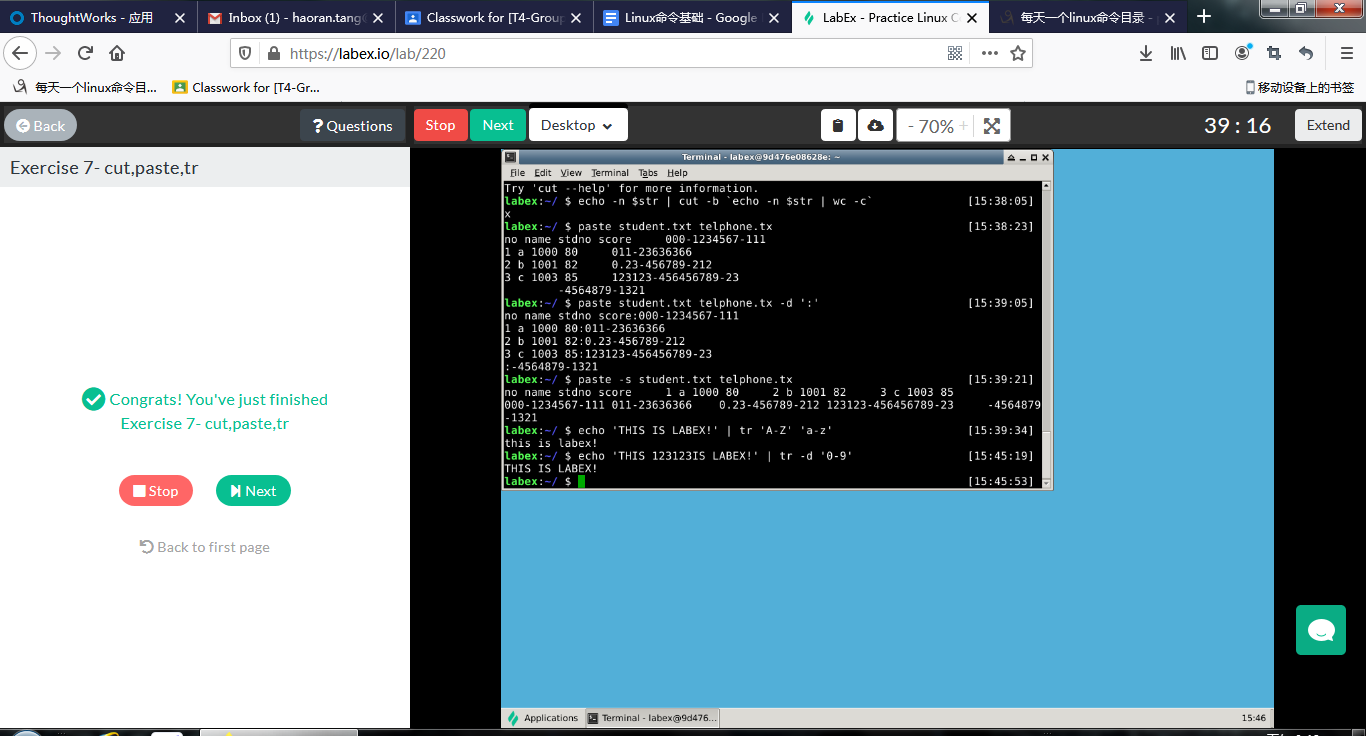 ThoughtWorks - 应用
Inbox (1) - haoran.tang
Classwork for [T4-Group
Linux命令基础 - Google
LabEx - Practice Linux C
每天一个linux命令目录 -
https://labex.io/lab/220
每天一个linux命令目...
Classwork for [T4-Gr...
移动设备上的书签
Back
Questions
Stop
Next
Desktop
- 70% +
39 : 16
Extend
Exercise 7- cut,paste,tr
Congrats! You've just finished
Exercise 7- cut,paste,tr
Stop
Next
Back to first page
Terminal - labex@9d476e08628e: ~
File Edit View Terminal Tabs Help
Try 'cut --help' for more information.
labex:~/ $ echo -n $str | cut -b `echo -n $str | wc -c` [15:38:05]
x
labex:~/ $ paste student.txt telphone.tx [15:38:23]
no name stdno score 000-1234567-111
1 a 1000 80 011-23636366
2 b 1001 82 0.23-456789-212
3 c 1003 85 123123-456456789-23
-4564879-1321
labex:~/ $ paste student.txt telphone.tx -d ':' [15:39:05]
no name stdno score:000-1234567-111
1 a 1000 80:011-23636366
2 b 1001 82:0.23-456789-212
3 c 1003 85:123123-456456789-23
:-4564879-1321
labex:~/ $ paste -s student.txt telphone.tx [15:39:21]
no name stdno score 1 a 1000 80 2 b 1001 82 3 c 1003 85
000-1234567-111 011-23636366 0.23-456789-212 123123-456456789-23 -4564879
-1321
labex:~/ $ echo 'THIS IS LABEX!' | tr 'A-Z' 'a-z' [15:39:34]
this is labex!
labex:~/ $ echo 'THIS 123123IS LABEX!' | tr -d '0-9' [15:45:19]
THIS IS LABEX!
labex:~/ $ [15:45:53]
Applications
Terminal - labex@9d476...
15:46